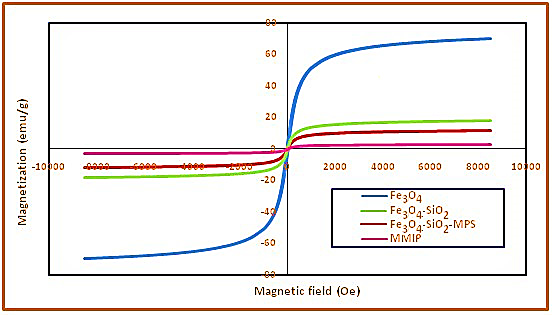 80
60
40
20
0
-20
-40
-60
-80
-10000 -8000 -6000 -4000 -2000 0 2000 4000 6000 8000 10000
Magnetization (emu/g)
Magnetic field (Oe)
Fe₃O₄
Fe₃O₄-SiO₂
Fe₃O₄-SiO₂-MPS
MMIP